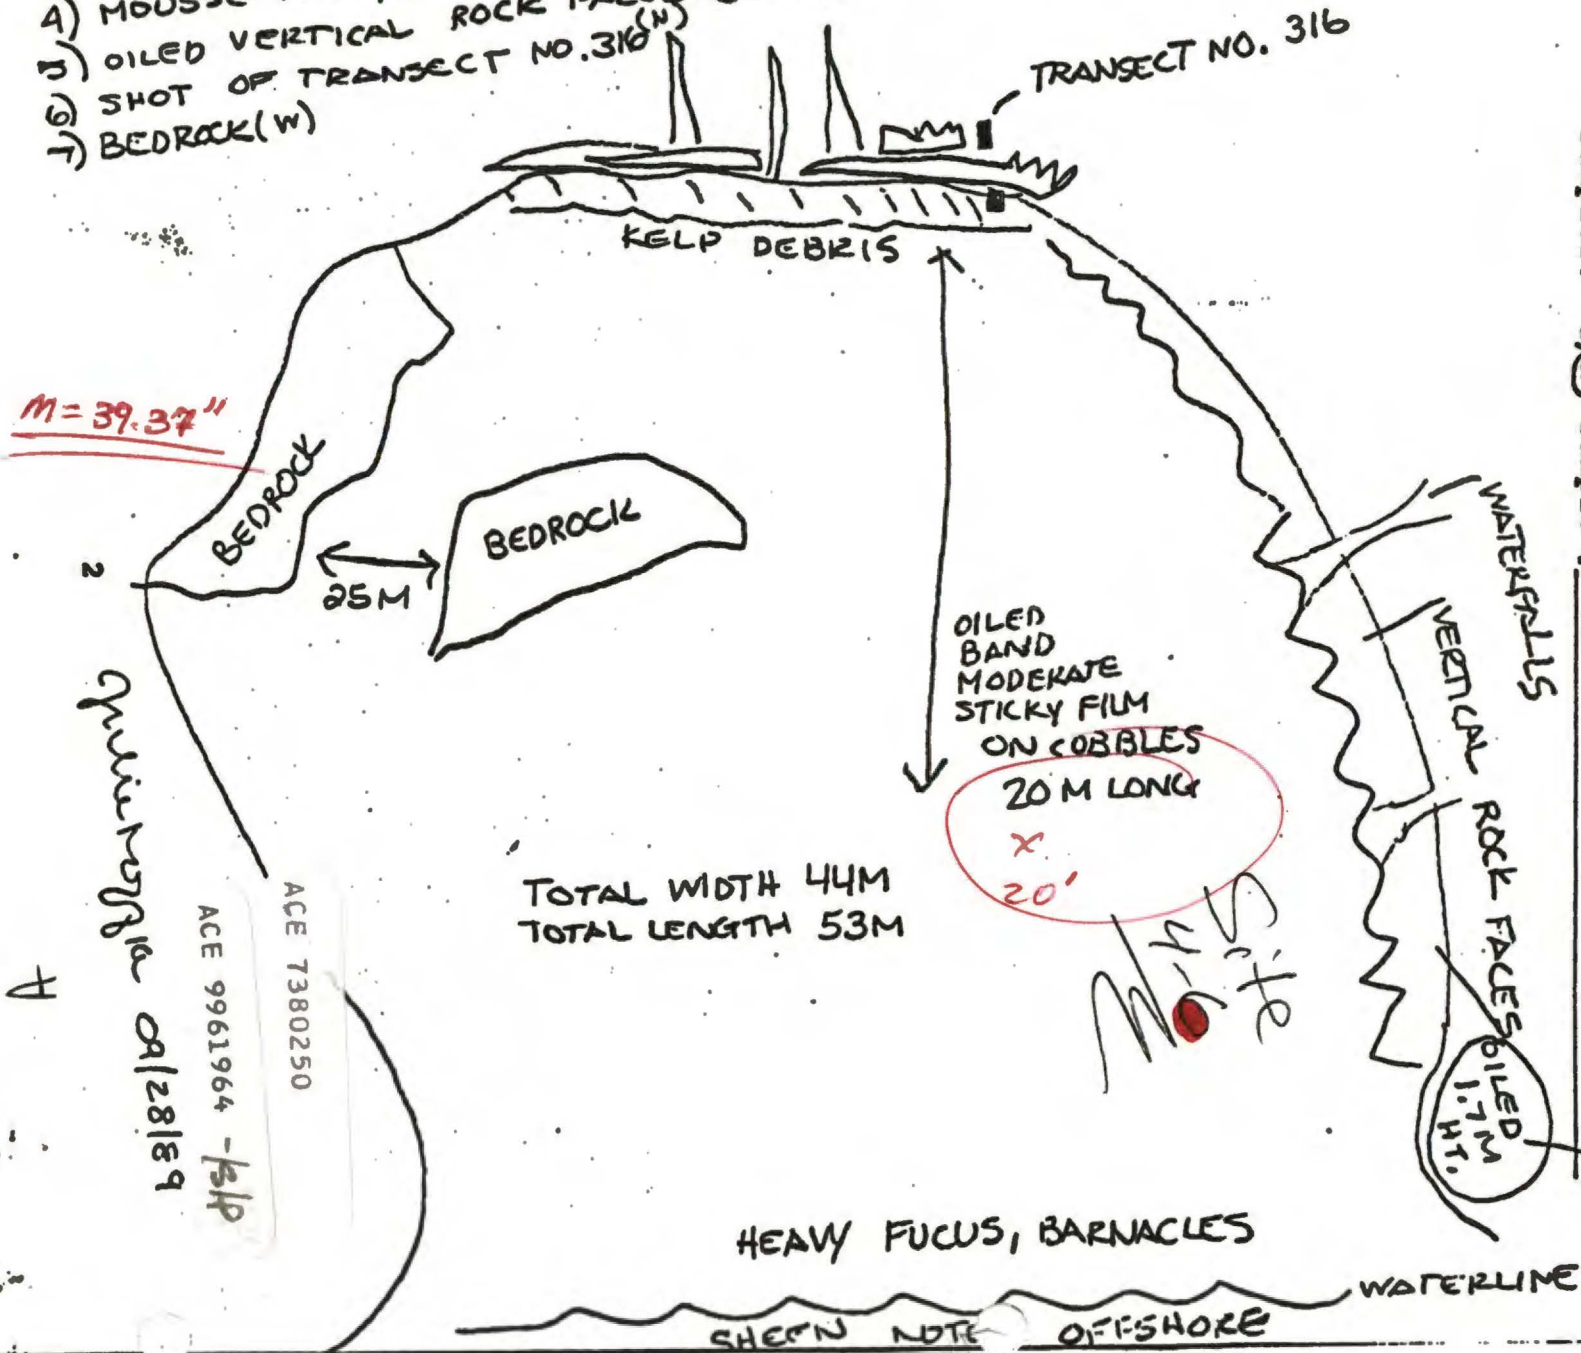 4) MOUSSE
5) OILED VERTICAL ROCK
6) SHOT OF TRANSECT NO. 316 (N)
7) BEDROCK (W)
TRANSECT NO. 316
KELP DEBRIS
M = 39.37"
BEDROCK
BEDROCK
25M
2
WATERFALLS
VERTICAL ROCK FACES
OILED
BAND
MODERATE
STICKY FILM
ON COBBLES
20 M LONG
x
20'
TOTAL WIDTH 44M
TOTAL LENGTH 53M
Site
09/28/89
ACE 7380250
ACE 9961964
OILED
1.7M
HT.
HEAVY FUCUS, BARNACLES
WATERLINE
SHEEN NOTE OFFSHORE